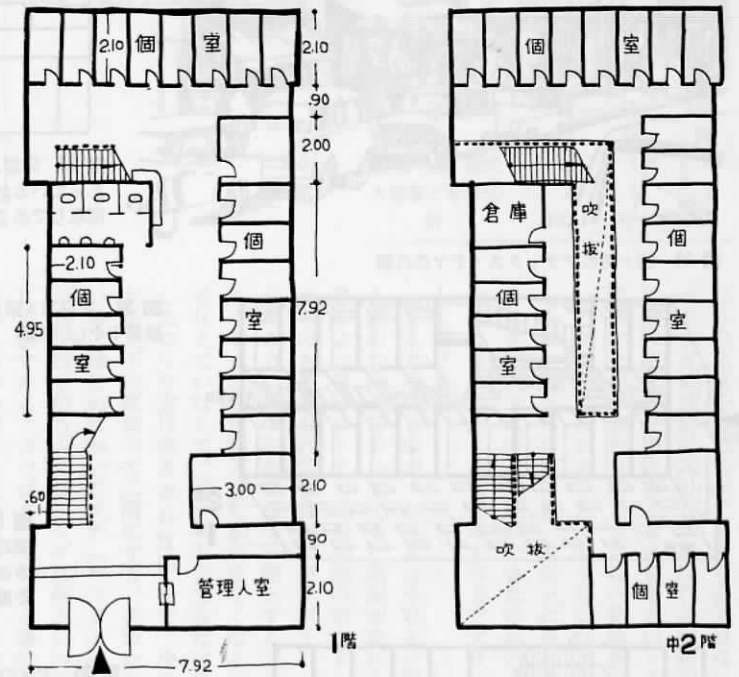 2.10 個室 2.10
.90
2.00
2.10
個室
4.95
個室
7.92
.60
3.00 2.10
.90
管理人室 2.10
7.92
1階
個室
倉庫
吹抜
個室
個室
吹抜
個室
中2階